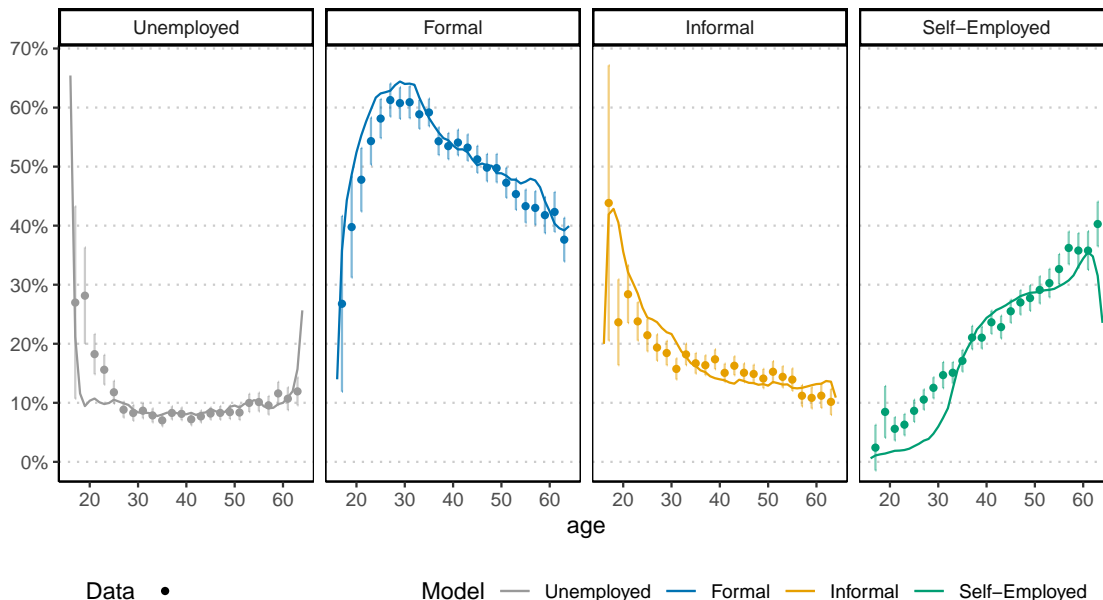 Unemployed Formal Informal Self−Employed
70%
60%
50%
40%
30%
20%
10%
0%
20 30 40 50 60 20 30 40 50 60 20 30 40 50 60 20 30 40 50 60
age
Data Model Unemployed Formal Informal Self−Employed